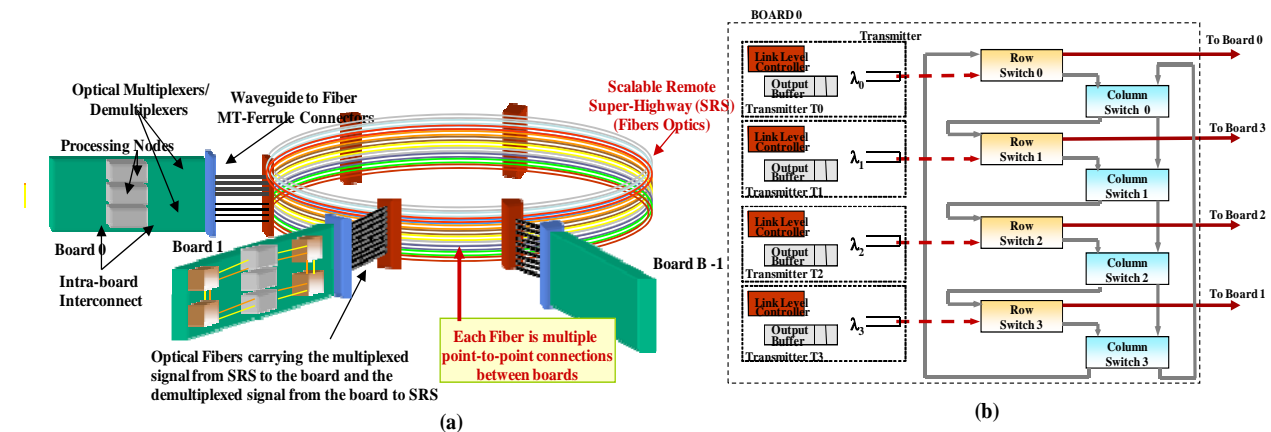 Optical Multiplexers/
Demultiplexers
Waveguide to Fiber
MT-Ferrule Connectors
Processing Nodes
Scalable Remote
Super-Highway (SRS)
(Fibers Optics)
Board 0
Board 1
Intra-board
Interconnect
Board B -1
Each Fiber is multiple
point-to-point connections
between boards
Optical Fibers carrying the multiplexed
signal from SRS to the board and the
demultiplexed signal from the board to SRS
(a)
BOARD 0
Transmitter
Link Level
Controller
Output
Buffer
λ0
Transmitter T0
Link Level
Controller
Output
Buffer
λ1
Transmitter T1
Link Level
Controller
Output
Buffer
λ2
Transmitter T2
Link Level
Controller
Output
Buffer
λ3
Transmitter T3
Row
Switch 0
Column
Switch 0
Row
Switch 1
Column
Switch 1
Row
Switch 2
Column
Switch 2
Row
Switch 3
Column
Switch 3
To Board 0
To Board 3
To Board 2
To Board 1
(b)